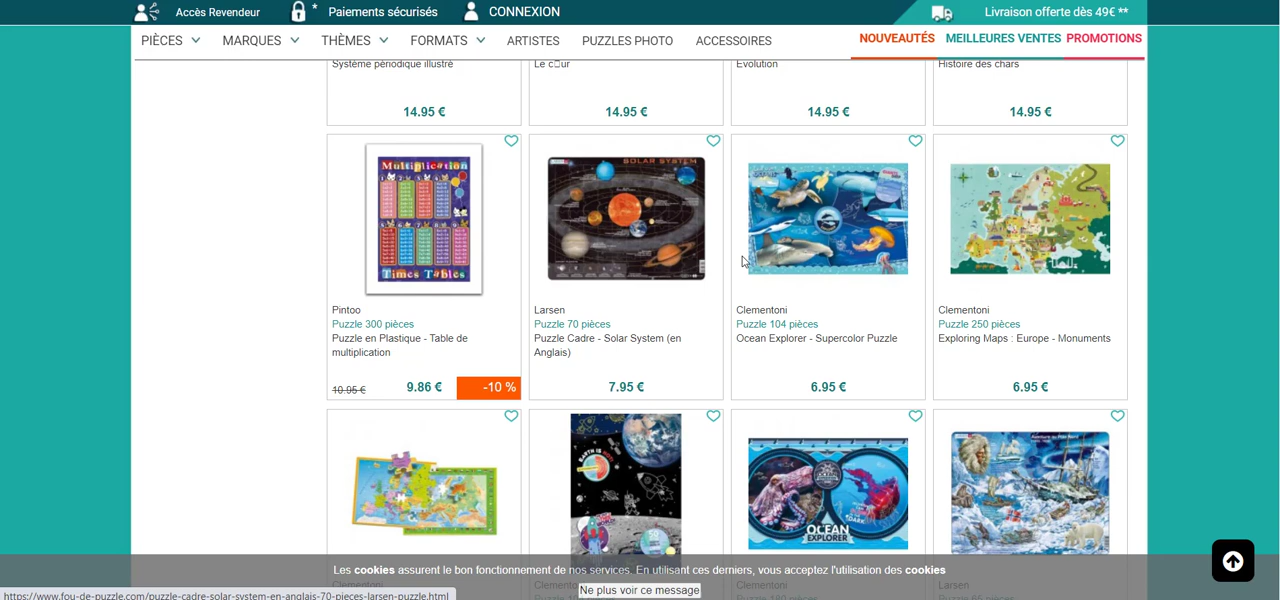 Accès Revendeur
*
Paiements sécurisés
CONNEXION
Livraison offerte dès 49€ **
PIÈCES
MARQUES
THÈMES
FORMATS
ARTISTES
PUZZLES PHOTO
ACCESSOIRES
NOUVEAUTÉS
MEILLEURES VENTES
PROMOTIONS
Système périodique illustré
Le c□ur
Evolution
Histoire des chars
14.95 €
14.95 €
14.95 €
14.95 €
Multiplication
Times Tables
SOLAR SYSTEM
Pintoo
Puzzle 300 pièces
Puzzle en Plastique - Table de
multiplication
10.95 €
9.86 €
-10 %
Larsen
Puzzle 70 pièces
Puzzle Cadre - Solar System (en
Anglais)
7.95 €
Clementoni
Puzzle 104 pièces
Ocean Explorer - Supercolor Puzzle
6.95 €
Clementoni
Puzzle 250 pièces
Exploring Maps : Europe - Monuments
6.95 €
OCEAN
EXPLORER
Les cookies assurent le bon fonctionnement de nos services. En utilisant ces derniers, vous acceptez l'utilisation des cookies
Ne plus voir ce message
Clementoni
Larsen
https://www.fou-de-puzzle.com/puzzle-cadre-solar-system-en-anglais-70-pieces-larsen-puzzle.html